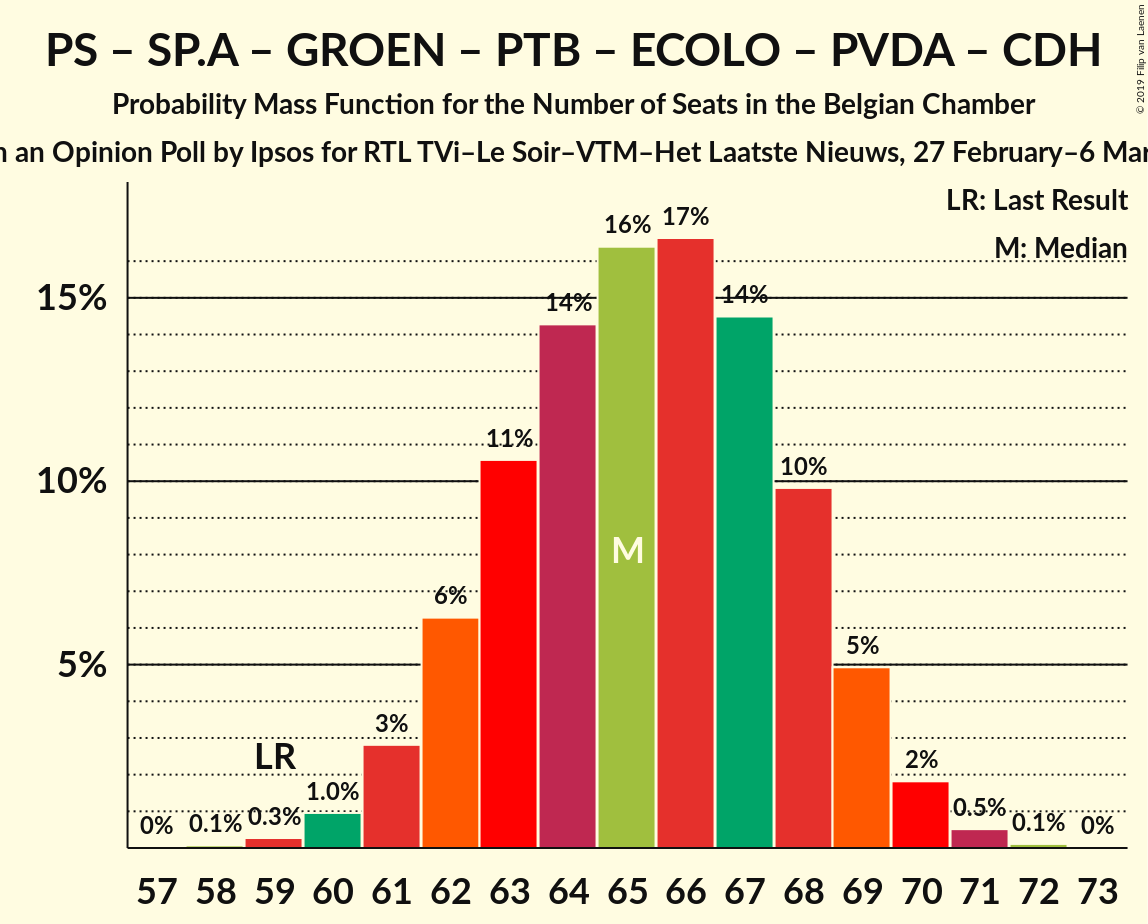 PS – SP.A – GROEN – PTB – ECOLO – PVDA – CDH
Probability Mass Function for the Number of Seats in the Belgian Chamber
an Opinion Poll by Ipsos for RTL TVi–Le Soir–VTM–Het Laatste Nieuws, 27 February–6 Mar
© 2019 Filip van Laenen
LR: Last Result
M: Median
15%
10%
5%
0%
0.1%
0.3%
LR
1.0%
3%
6%
11%
14%
16%
M
17%
14%
10%
5%
2%
0.5%
0.1%
0%
57 58 59 60 61 62 63 64 65 66 67 68 69 70 71 72 73